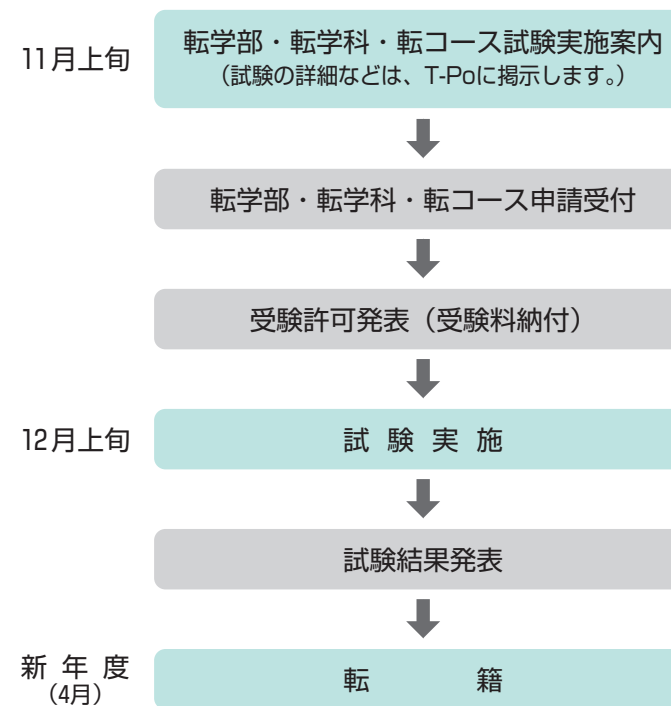 11月上旬
転学部・転学科・転コース試験実施案内
（試験の詳細などは、T-Poに掲示します。）
転学部・転学科・転コース申請受付
受験許可発表（受験料納付）
12月上旬
試験実施
試験結果発表
新年度
（4月）
転籍